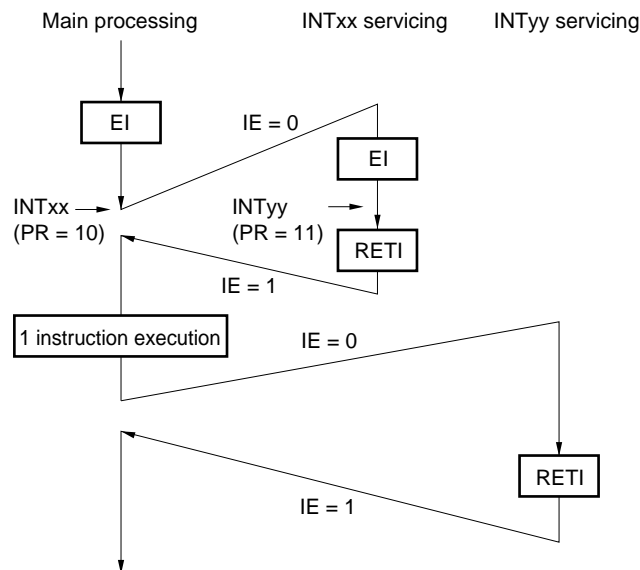 Main processing
INTxx servicing
INTyy servicing
EI
IE = 0
EI
INTxx
(PR = 10)
INTyy
(PR = 11)
RETI
IE = 1
1 instruction execution
IE = 0
RETI
IE = 1